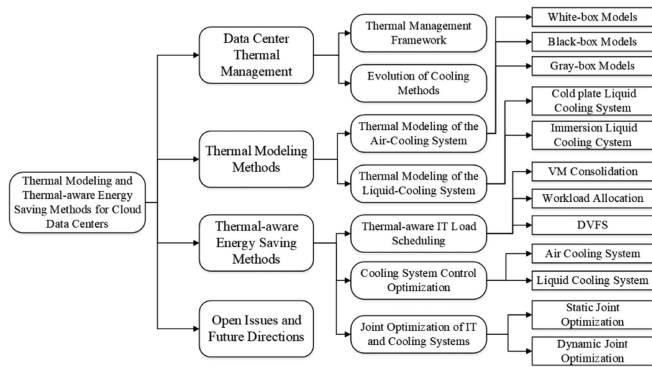 Thermal Modeling and
Thermal-aware Energy
Saving Methods for Cloud
Data Centers
Data Center
Thermal
Management
Thermal Modeling
Methods
Thermal-aware
Energy Saving
Methods
Open Issues and
Future Directions
Thermal Management
Framework
Evolution of Cooling
Methods
Thermal Modeling of the
Air-Cooling System
Thermal Modeling of the
Liquid-Cooling System
Thermal-aware IT Load
Scheduling
Cooling System Control
Optimization
Joint Optimization of IT
and Cooling Systems
White-box Models
Black-box Models
Gray-box Models
Cold plate Liquid
Cooling System
Immersion Liquid
Cooling Cystem
VM Consolidation
Workload Allocation
DVFS
Air Cooling System
Liquid Cooling System
Static Joint
Optimization
Dynamic Joint
Optimization